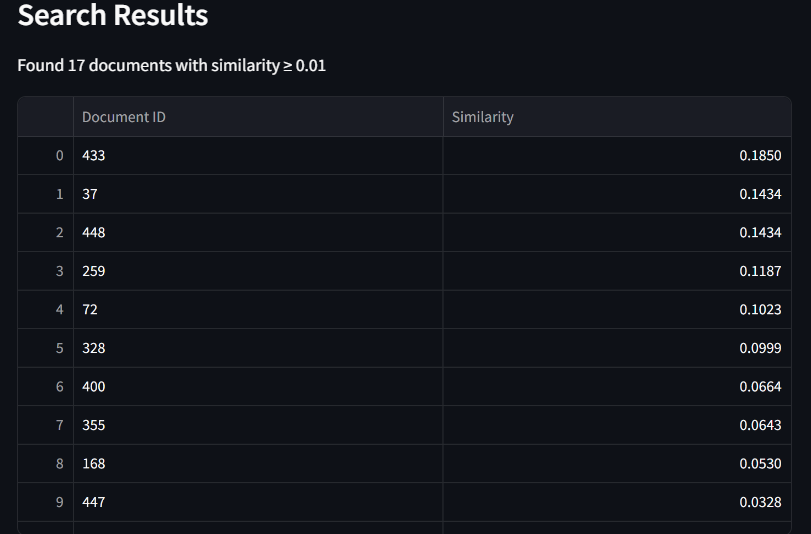 Search Results
Found 17 documents with similarity ≥ 0.01
Document ID Similarity
0 433 0.1850
1 37 0.1434
2 448 0.1434
3 259 0.1187
4 72 0.1023
5 328 0.0999
6 400 0.0664
7 355 0.0643
8 168 0.0530
9 447 0.0328